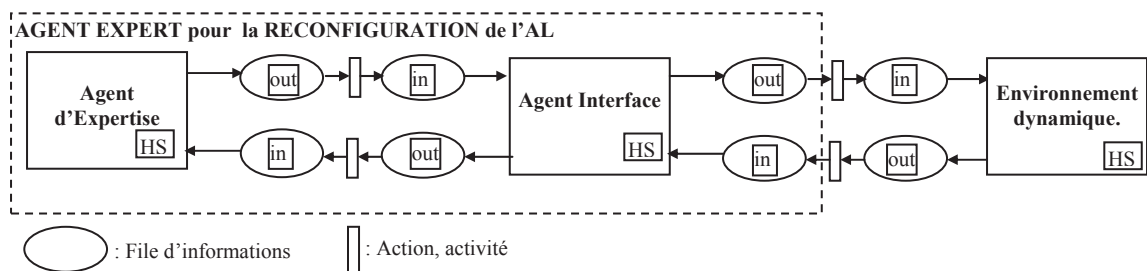 AGENT EXPERT pour la RECONFIGURATION de l'AL
out
in
out
in
Agent
d'Expertise
HS
Agent Interface
HS
Environnement
dynamique.
HS
in
out
in
out
: File d'informations
: Action, activité